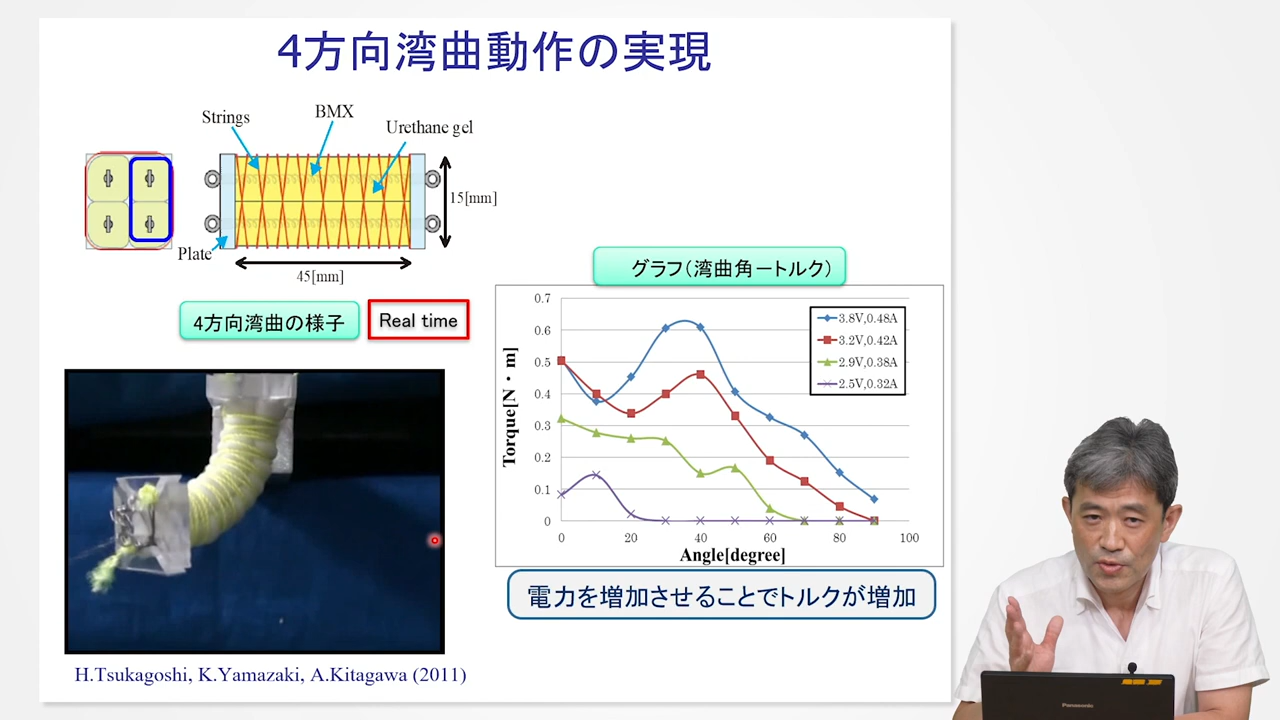 4方向湾曲動作の実現
Strings
BMX
Urethane gel
15[mm]
Plate
45[mm]
4方向湾曲の様子
Real time
グラフ(湾曲角ートルク)
0.7
0.6
0.5
0.4
0.3
0.2
0.1
0
Torque[N・m]
3.8V,0.48A
3.2V,0.42A
2.9V,0.38A
2.5V,0.32A
0 20 40 60 80 100
Angle[degree]
電力を増加させることでトルクが増加
H.Tsukagoshi, K.Yamazaki, A.Kitagawa (2011)
Panasonic